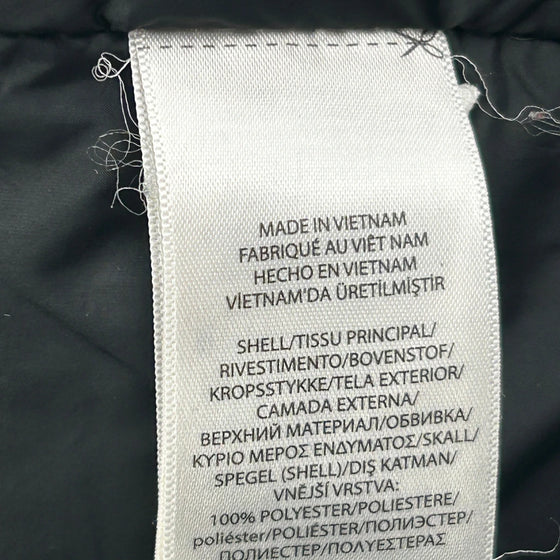 MADE IN VIETNAM
FABRIQUÉ AU VIÊT NAM
HECHO EN VIETNAM
VİETNAM'DA ÜRETİLMİŞTİR
SHELL/TISSU PRINCIPAL/
RIVESTIMENTO/BOVENSTOF/
KROPSSTYKKE/TELA EXTERIOR/
CAMADA EXTERNA/
ВЕРХНИЙ МАТЕРИАЛ/ОБВИВКА/
ΚΥΡΙΟ ΜΕΡΟΣ ΕΝΔΥΜΑΤΟΣ/SKALL/
SPEGEL (SHELL)/DIŞ KATMAN/
VNĚJŠÍ VRSTVA:
100% POLYESTER/POLIESTERE/
poliéster/POLIÉSTER/ПОЛИЭСТЕР/
ПОЛИЕСТЕР/ΠΟΛΥΕΣΤΕΡΑΣ